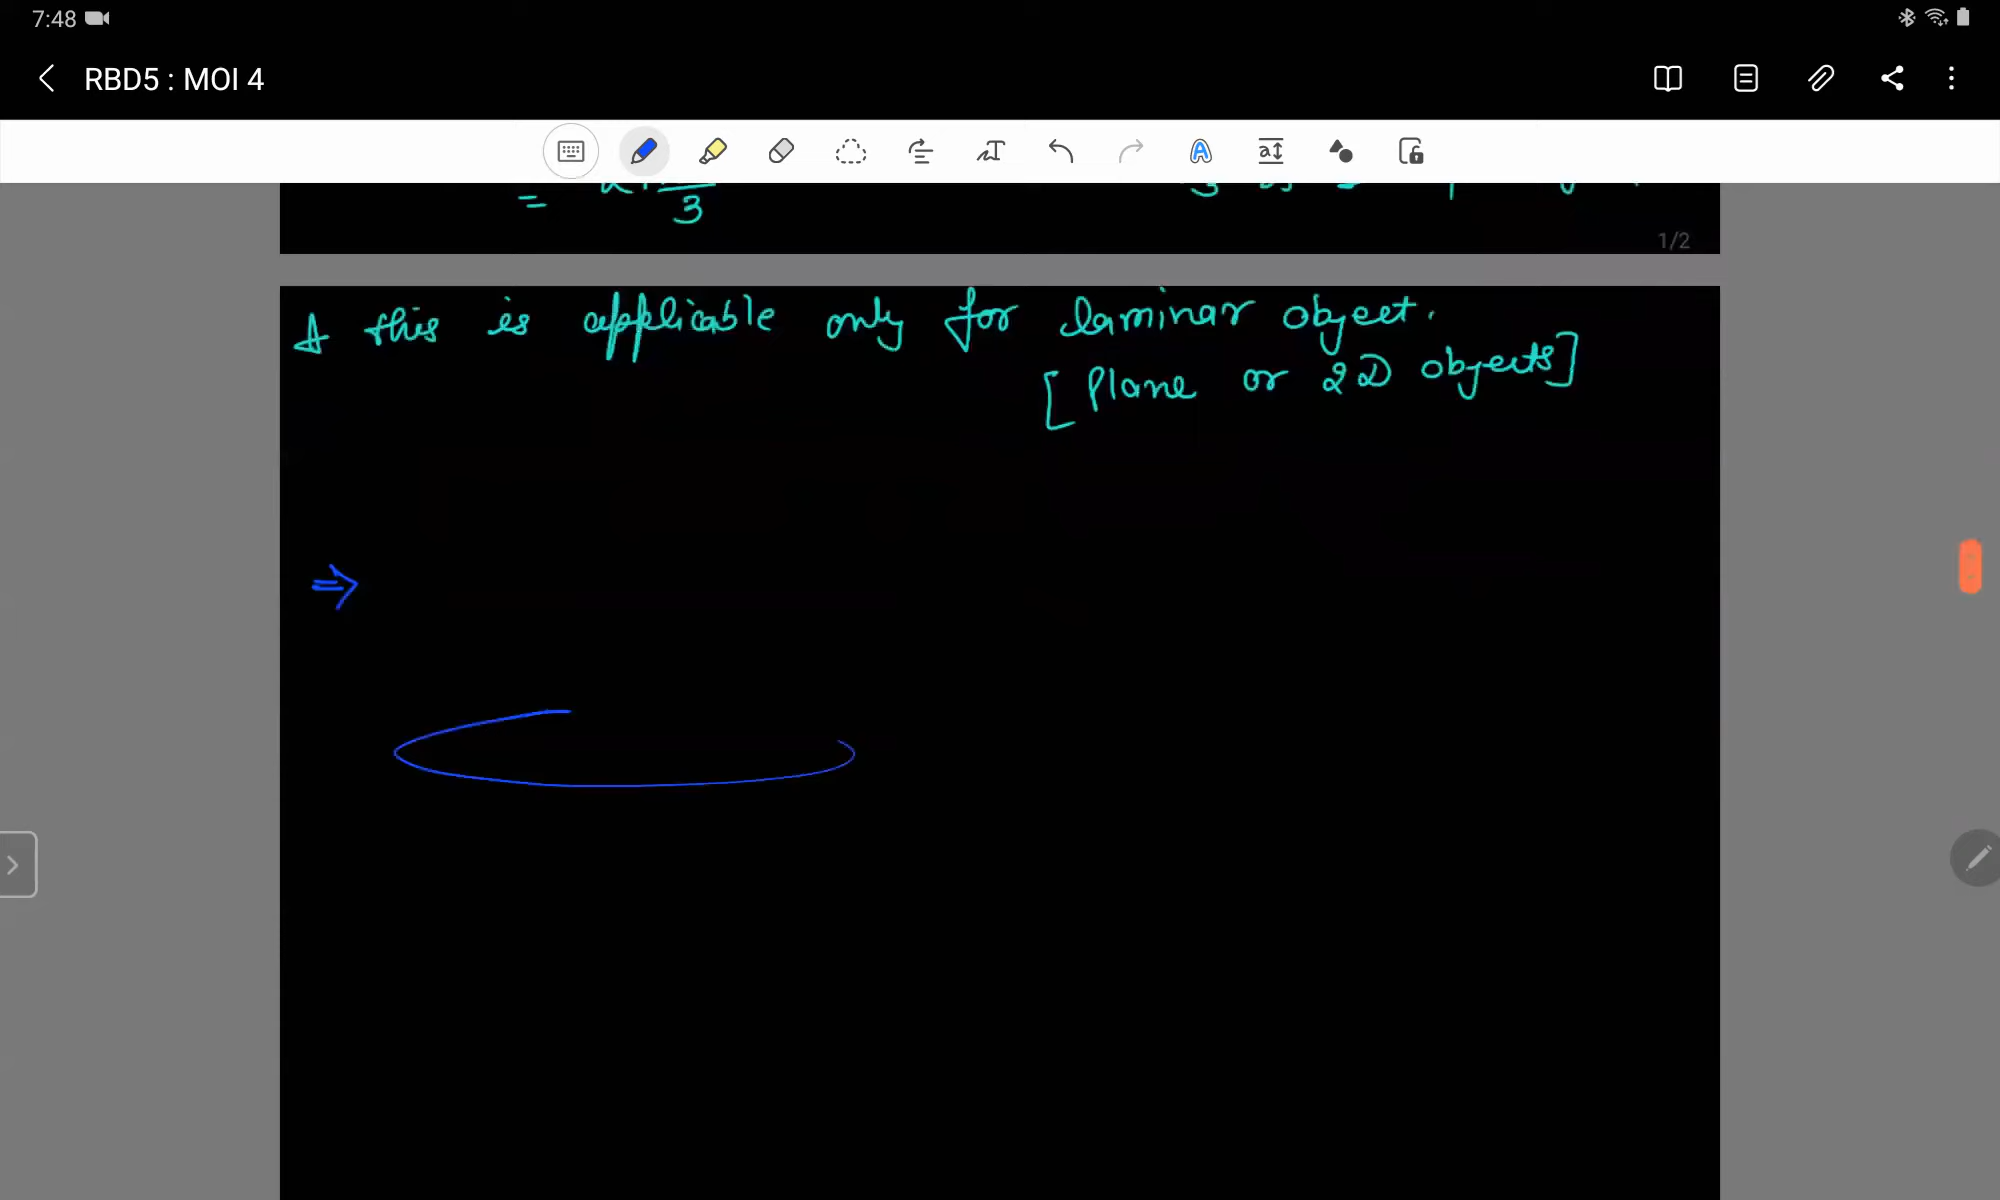 7:48
RBD5 : MOI 4
=
3
1/2
this is applicable only for laminar object.
[Plane or 2D objects]
⇒